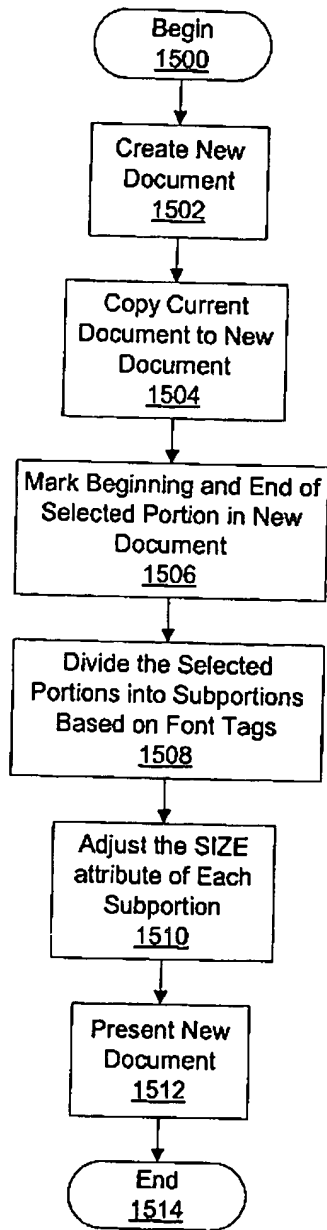 Begin
1500
Create New
Document
1502
Copy Current
Document to New
Document
1504
Mark Beginning and End of
Selected Portion in New
Document
1506
Divide the Selected
Portions into Subportions
Based on Font Tags
1508
Adjust the SIZE
attribute of Each
Subportion
1510
Present New
Document
1512
End
1514